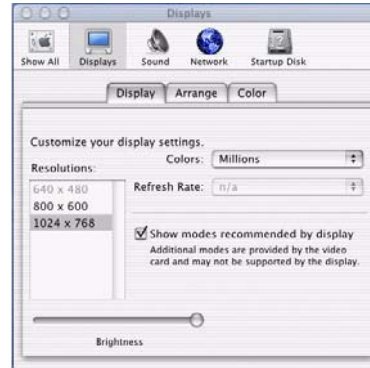 Displays
Show All Displays Sound Network Startup Disk
Display Arrange Color
Customize your display settings.
Colors: Millions
Resolutions:
640 x 480 Refresh Rate: n/a
800 x 600
1024 x 768
Show modes recommended by display
Additional modes are provided by the video
card and may not be supported by the display.
Brightness